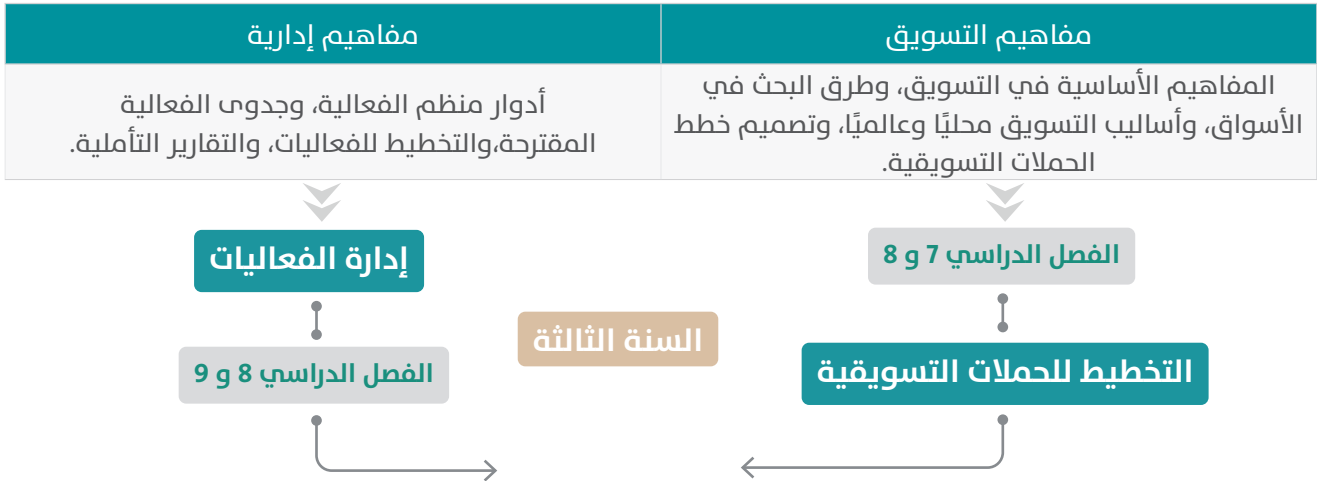 مفاهيم التسويق
مفاهيم إدارية
المفاهيم الأساسية في التسويق، وطرق البحث في
الأسواق، وأساليب التسويق محليًا وعالميًا، وتصميم خطط
الحملات التسويقية.
أدوار منظم الفعالية، وجدوى الفعالية
المقترحة،والتخطيط للفعاليات، والتقارير التأملية.
الفصل الدراسي 7 و 8
التخطيط للحملات التسويقية
السنة الثالثة
إدارة الفعاليات
الفصل الدراسي 8 و 9